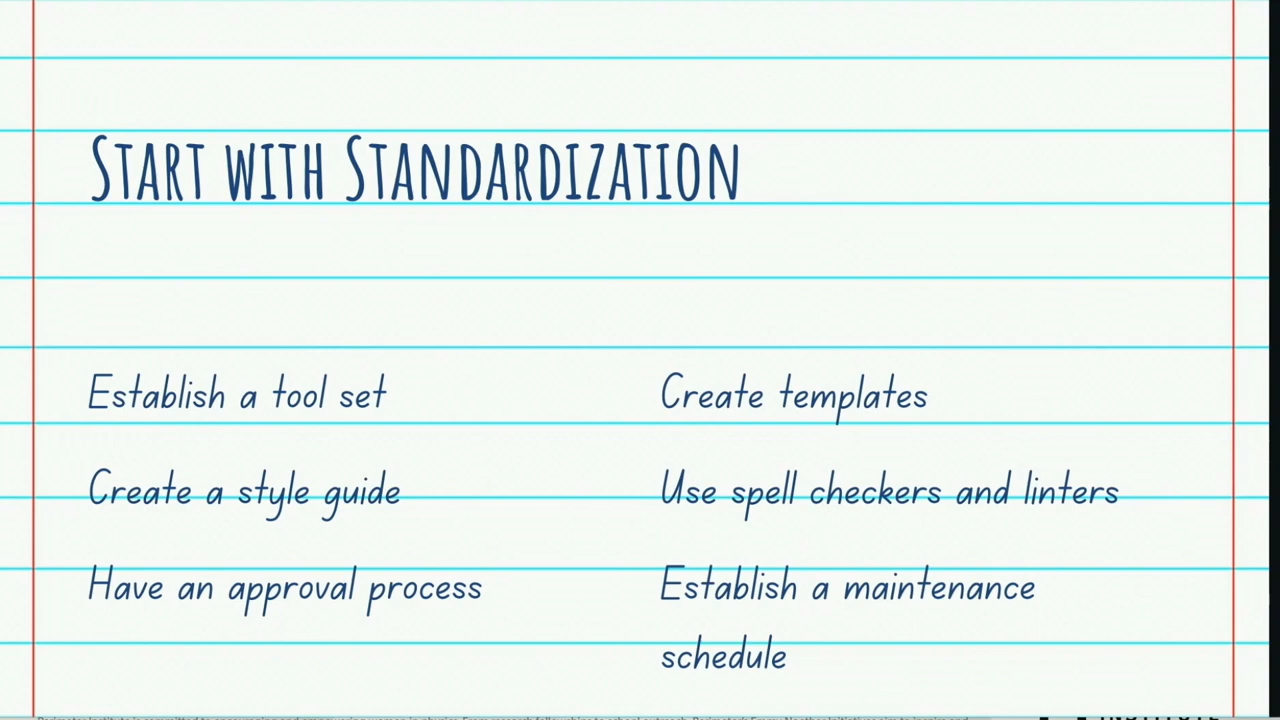 Start with Standardization
Establish a tool set
Create a style guide
Have an approval process
Create templates
Use spell checkers and linters
Establish a maintenance
schedule